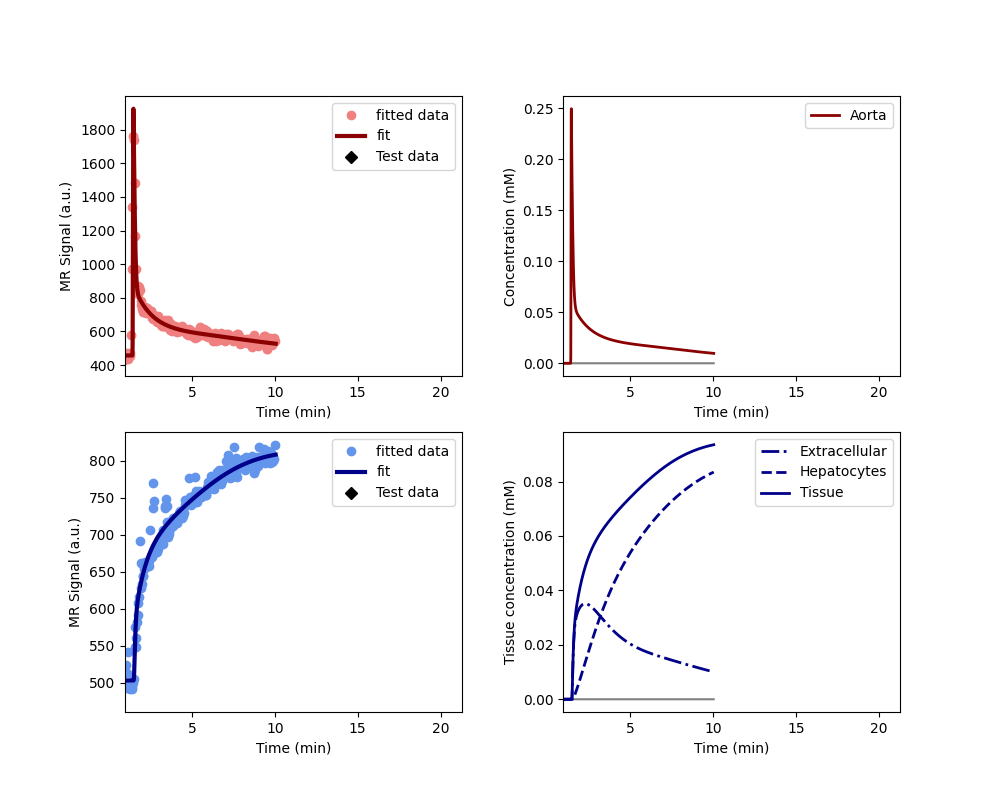 MR Signal (a.u.)
1800
1600
1400
1200
1000
800
600
400
5
10
15
20
Time (min)
fitted data
fit
Test data
Concentration (mM)
0.25
0.20
0.15
0.10
0.05
0.00
5
10
15
20
Time (min)
Aorta
MR Signal (a.u.)
800
750
700
650
600
550
500
5
10
15
20
Time (min)
fitted data
fit
Test data
Tissue concentration (mM)
0.08
0.06
0.04
0.02
0.00
5
10
15
20
Time (min)
Extracellular
Hepatocytes
Tissue